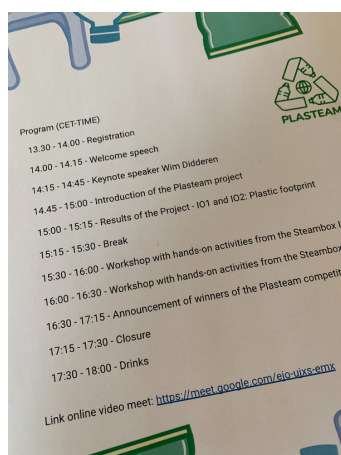 PLASTEAM
Program (CET-TIME)
13.30 - 14.00 - Registration
14.00 - 14.15 - Welcome speech
14:15 - 14:45 - Keynote speaker Wim Didderen
14.45 - 15:00 - Introduction of the Plasteam project
15:00 - 15:15 - Results of the Project - IO1 and IO2: Plastic footprint
15:15 - 15:30 - Break
15:30 - 16:00 - Workshop with hands-on activities from the Steambox
16:00 - 16:30 - Workshop with hands-on activities from the Steambox
16:30 - 17:15 - Announcement of winners of the Plasteam
17:15 - 17:30 - Closure
17:30 - 18:00 - Drinks
Link online video meet: https://meet.google.com/ejo-ujxs-emx